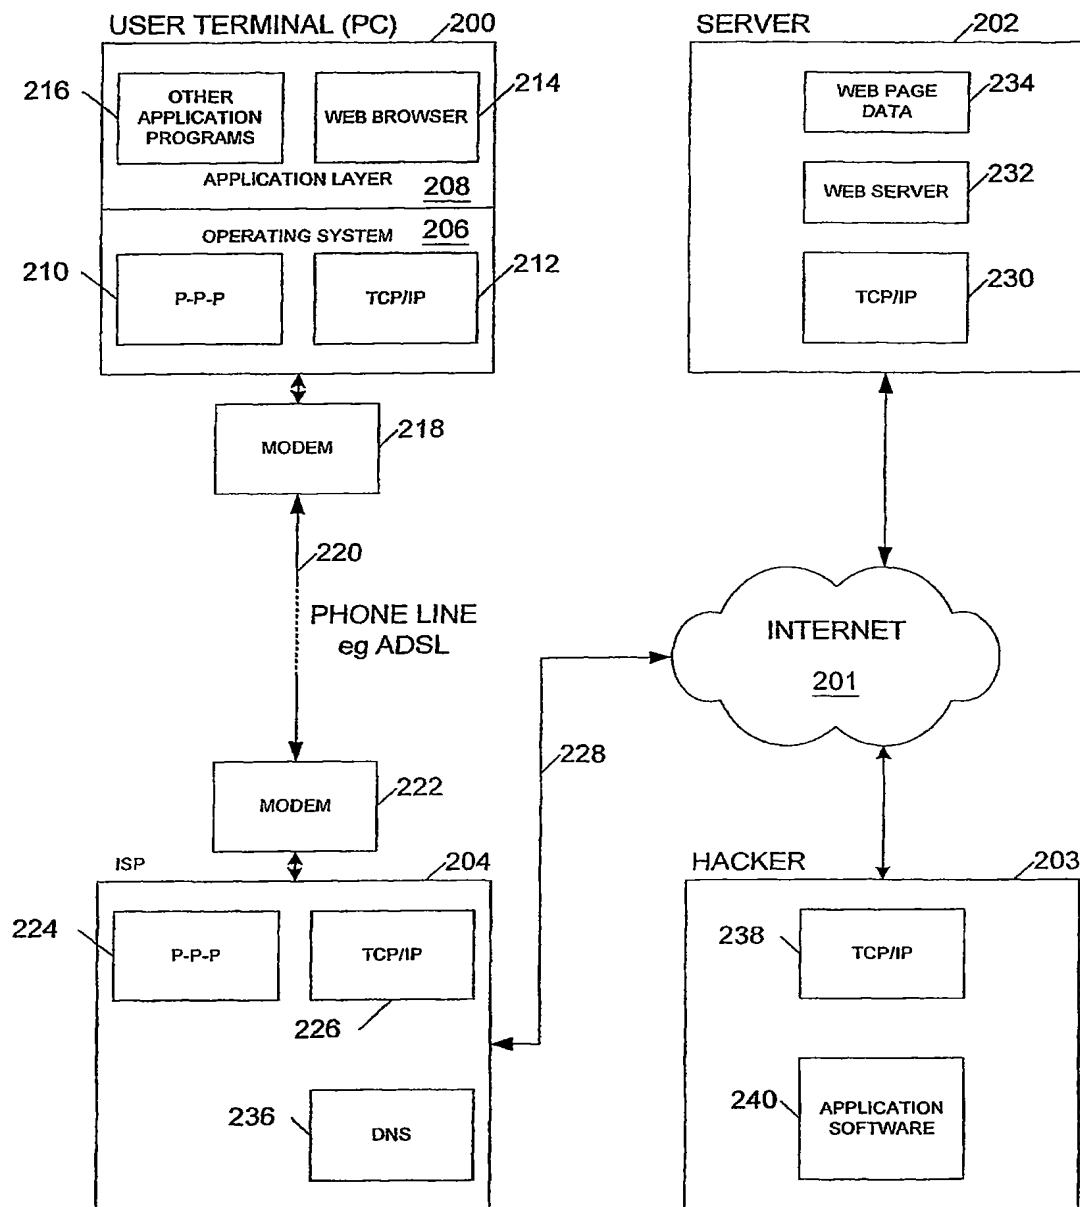 USER TERMINAL (PC)
200
216
OTHER
APPLICATION
PROGRAMS
WEB BROWSER
214
APPLICATION LAYER
208
OPERATING SYSTEM
206
210
P-P-P
TCP/IP
212
MODEM
218
220
PHONE LINE
eg ADSL
MODEM
222
ISP
204
224
P-P-P
TCP/IP
226
236
DNS
228
SERVER
202
WEB PAGE
DATA
234
WEB SERVER
232
TCP/IP
230
INTERNET
201
HACKER
203
238
TCP/IP
240
APPLICATION
SOFTWARE